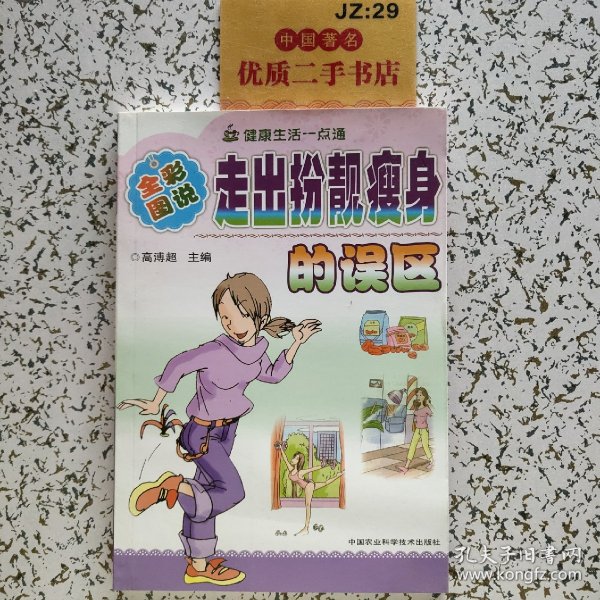 JZ:29
中国著名
优质二手书店
健康生活一点通
全彩
图说
走出扮靓瘦身
的误区
◎高溥超 主编
中国农业科学技术出版社
孔夫子旧书网
www.kongfz.com